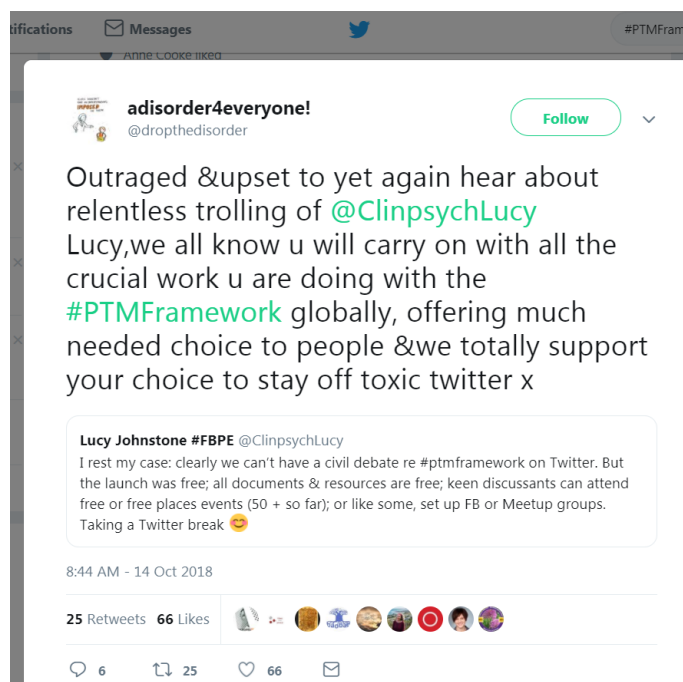 tifications
Messages
#PTMFram
Anne Cooke liked
adisorder4everyone!
@dropthedisorder
Follow
Outraged &upset to yet again hear about
relentless trolling of @ClinpsychLucy
Lucy,we all know u will carry on with all the
crucial work u are doing with the
#PTMFramework globally, offering much
needed choice to people &we totally support
your choice to stay off toxic twitter x
Lucy Johnstone #FBPE @ClinpsychLucy
I rest my case: clearly we can't have a civil debate re #ptmframework on Twitter. But
the launch was free; all documents & resources are free; keen discussants can attend
free or free places events (50 + so far); or like some, set up FB or Meetup groups.
Taking a Twitter break 😊
8:44 AM - 14 Oct 2018
25 Retweets 66 Likes
6 25 66